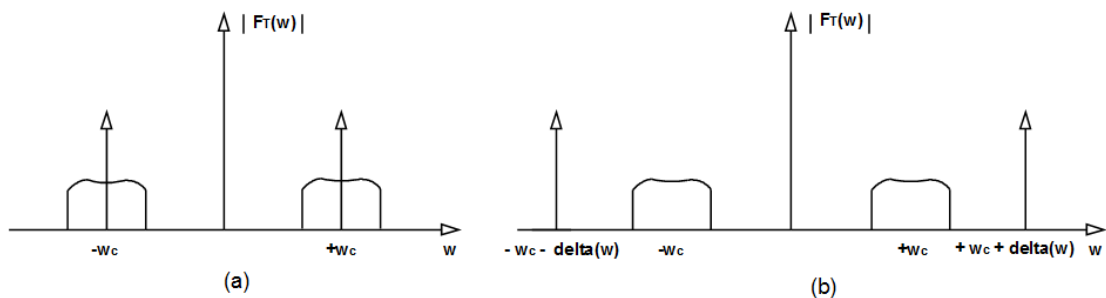 | FT(w) |
-wc
+wc
w
(a)
| FT(w) |
- wc - delta(w)
-wc
+wc
+ wc + delta(w)
w
(b)